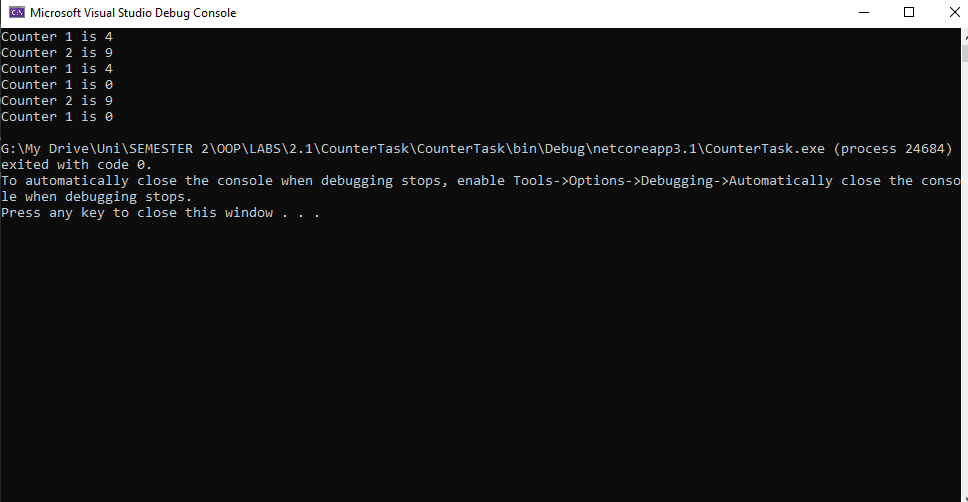 Microsoft Visual Studio Debug Console
Counter 1 is 4
Counter 2 is 9
Counter 1 is 4
Counter 1 is 0
Counter 2 is 9
Counter 1 is 0
G:\My Drive\Uni\SEMESTER 2\OOP\LABS\2.1\CounterTask\CounterTask\bin\Debug\netcoreapp3.1\CounterTask.exe (process 24684)
exited with code 0.
To automatically close the console when debugging stops, enable Tools->Options->Debugging->Automatically close the conso
le when debugging stops.
Press any key to close this window . . .